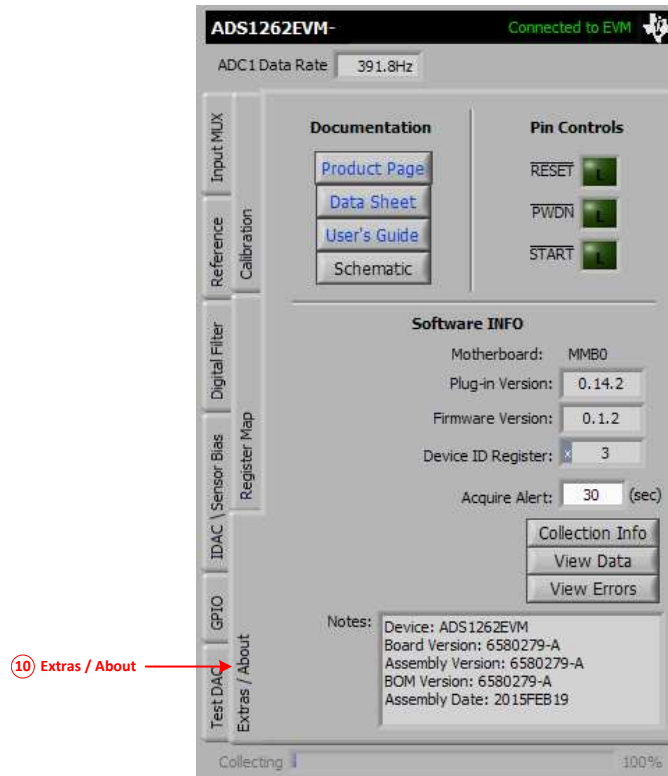 ADS1262EVM-
Connected to EVM
ADC1 Data Rate 391.8Hz
Input MUX
Reference
Digital Filter
IDAC \ Sensor Bias
GPIO
Test DAC
Calibration
Register Map
Extras / About
Documentation
Product Page
Data Sheet
User's Guide
Schematic
Pin Controls
RESET L
PWDN L
START L
Software INFO
Motherboard: MMB0
Plug-in Version: 0.14.2
Firmware Version: 0.1.2
Device ID Register: x 3
Acquire Alert: 30 (sec)
Collection Info
View Data
View Errors
Notes: Device: ADS1262EVM
Board Version: 6580279-A
Assembly Version: 6580279-A
BOM Version: 6580279-A
Assembly Date: 2015FEB19
10 Extras / About
Collecting 100%